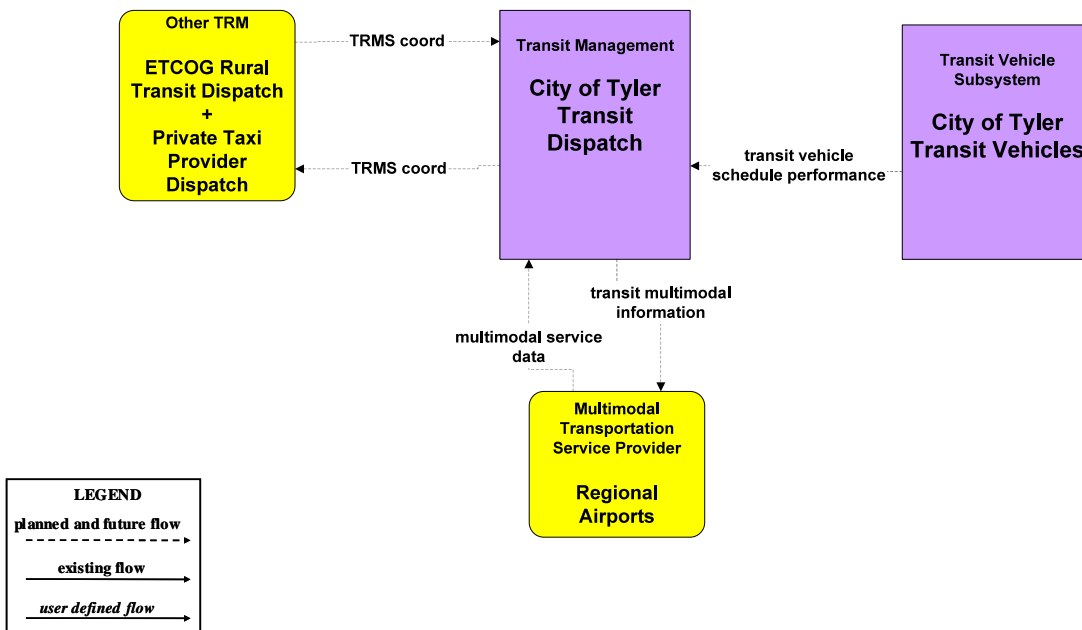 Other TRM
ETCOG Rural
Transit Dispatch
+
Private Taxi
Provider
Dispatch
TRMS coord
TRMS coord
Transit Management
City of Tyler
Transit
Dispatch
transit vehicle
schedule performance
Transit Vehicle
Subsystem
City of Tyler
Transit Vehicles
transit multimodal
information
multimodal service
data
Multimodal
Transportation
Service Provider
Regional
Airports
LEGEND
planned and future flow
existing flow
user defined flow